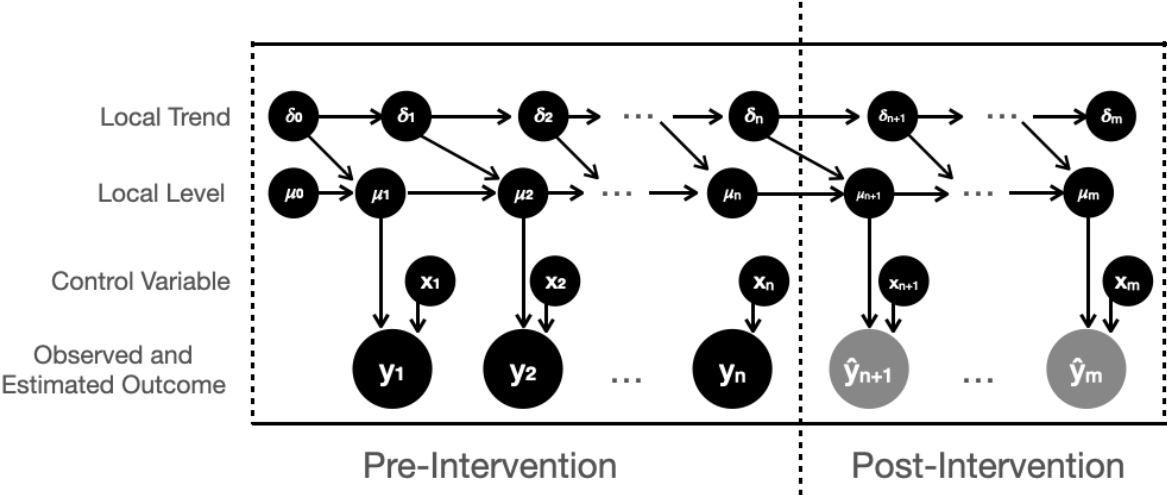 Local Trend δ0 δ1 δ2 ... δn δn+1 ... δm
Local Level μ0 μ1 μ2 ... μn μn+1 ... μm
Control Variable x1 x2 xn xn+1 xm
Observed and
Estimated Outcome y1 y2 ... yn ŷn+1 ... ŷm
Pre-Intervention Post-Intervention